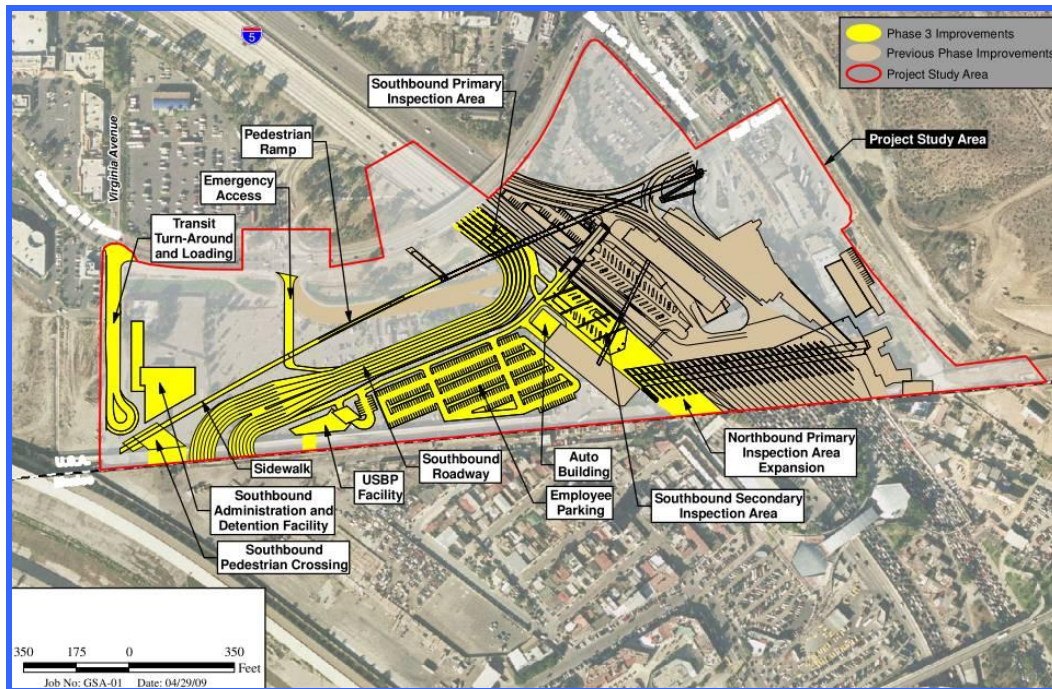 5
Phase 3 Improvements
Previous Phase Improvements
Project Study Area
Southbound Primary
Inspection Area
Virginia Avenue
Pedestrian
Ramp
Project Study Area
Emergency
Access
Transit
Turn-Around
and Loading
Sidewalk
USBP
Facility
Southbound
Roadway
Auto
Building
Employee
Parking
Northbound Primary
Inspection Area
Expansion
Southbound Secondary
Inspection Area
Southbound
Administration and
Detention Facility
Southbound
Pedestrian Crossing
350 175 0 350
Feet
Job No: GSA-01 Date: 04/29/09